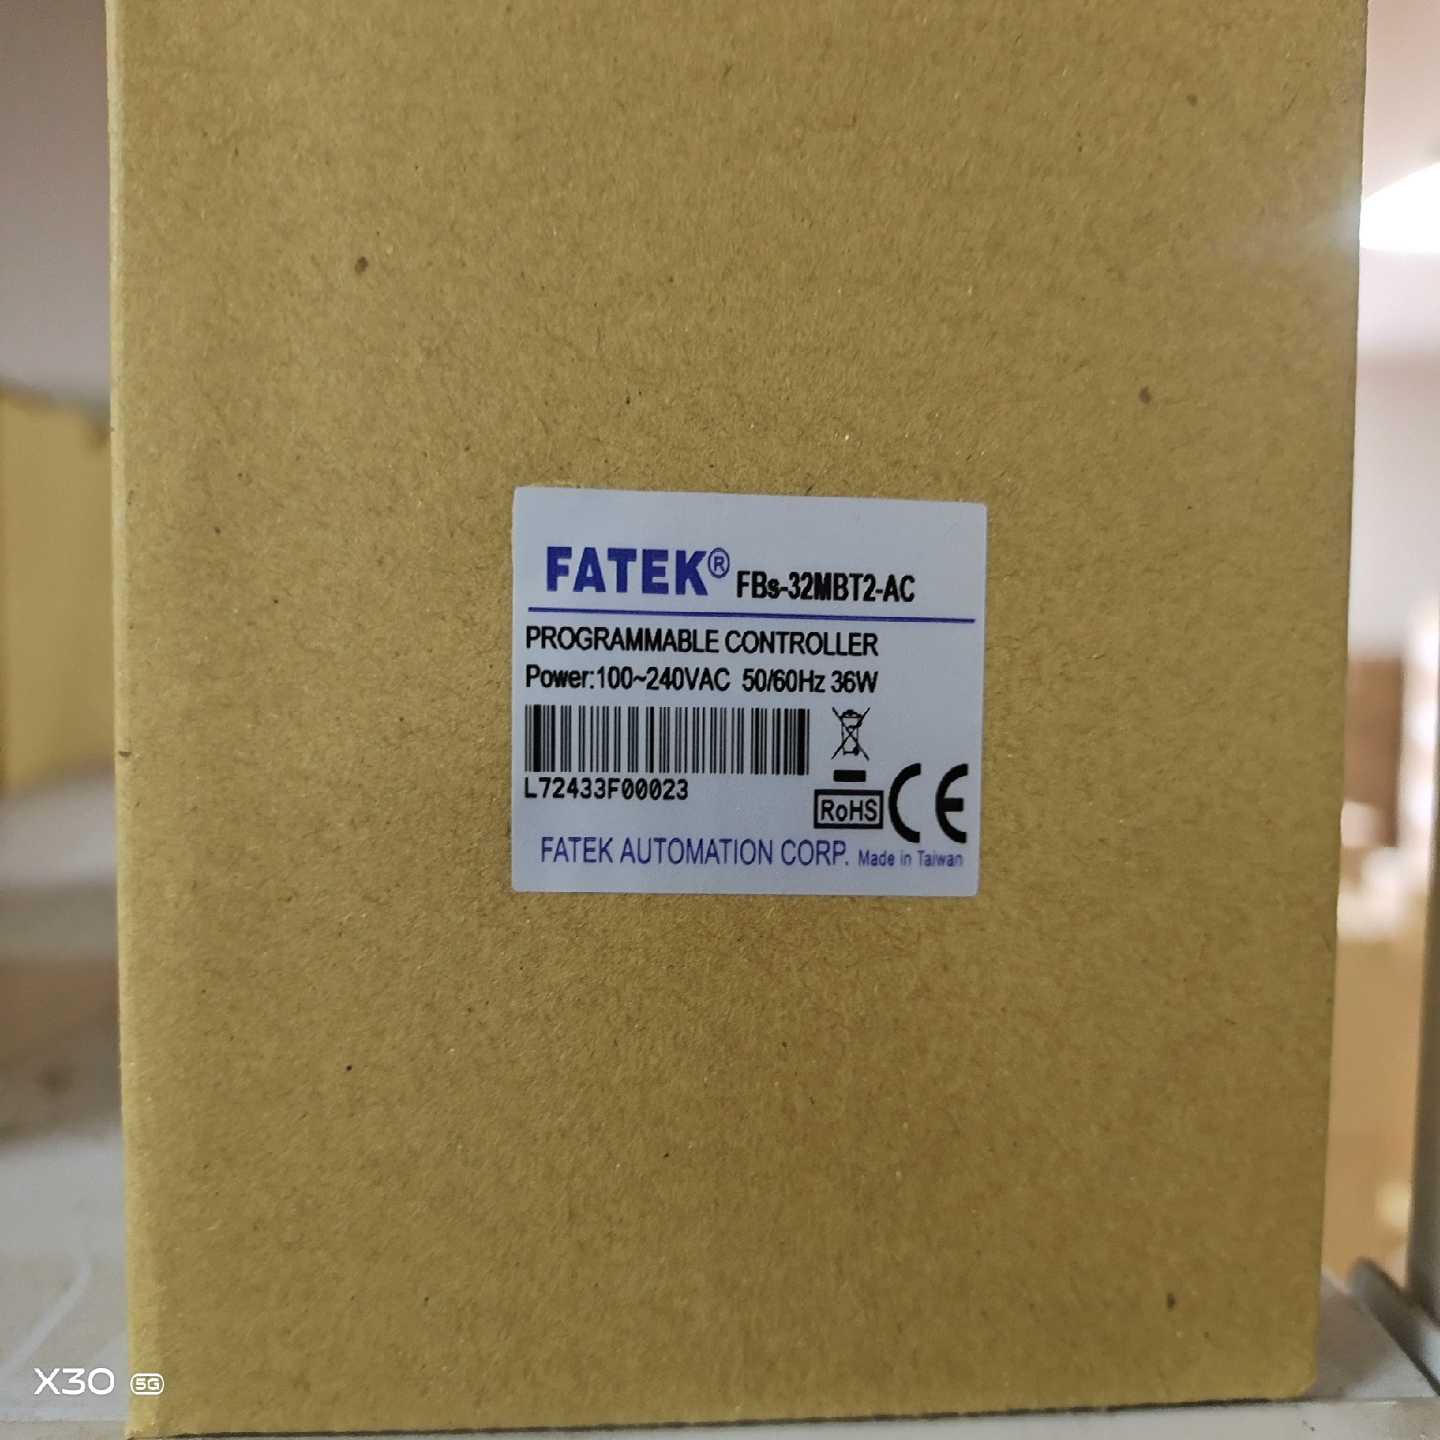 FATEK® FBs-32MBT2-AC
PROGRAMMABLE CONTROLLER
Power:100~240VAC 50/60Hz 36W
L72433F00023
RoHS CE
FATEK AUTOMATION CORP. Made in Taiwan
X30 5G